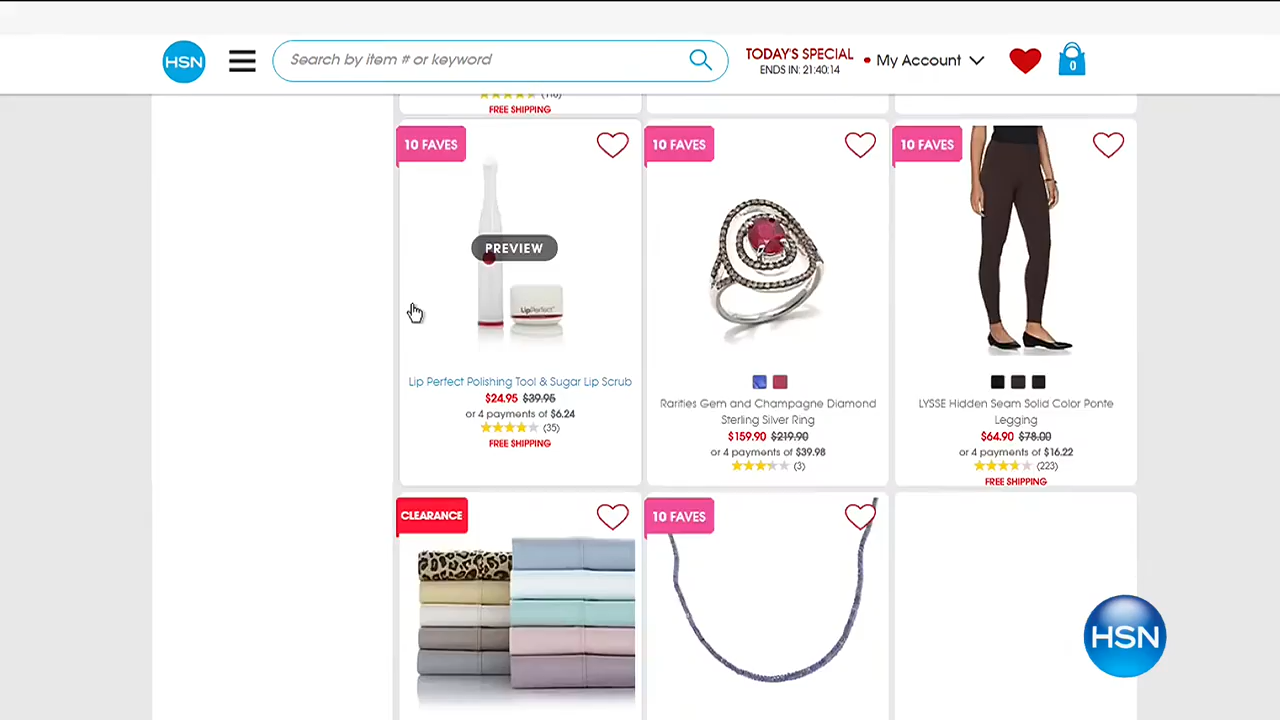 HSN
Search by item # or keyword
TODAY'S SPECIAL
ENDS IN: 21:40:14
My Account
0
FREE SHIPPING
10 FAVES
PREVIEW
LipPerfect
Lip Perfect Polishing Tool & Sugar Lip Scrub
$24.95 $39.95
or 4 payments of $6.24
(35)
FREE SHIPPING
10 FAVES
Rarities Gem and Champagne Diamond
Sterling Silver Ring
$159.90 $219.90
or 4 payments of $39.98
(3)
10 FAVES
LYSSE Hidden Seam Solid Color Ponte
Legging
$64.90 $78.00
or 4 payments of $16.22
(223)
FREE SHIPPING
CLEARANCE
10 FAVES
HSN